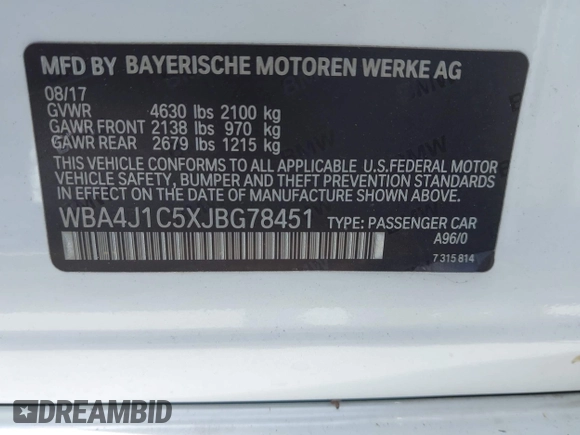 MFD BY BAYERISCHE MOTOREN WERKE AG
08/17
GVWR 4630 lbs 2100 kg
GAWR FRONT 2138 lbs 970 kg
GAWR REAR 2679 lbs 1215 kg
THIS VEHICLE CONFORMS TO ALL APPLICABLE U.S.FEDERAL MOTOR
VEHICLE SAFETY, BUMPER AND THEFT PREVENTION STANDARDS
IN EFFECT ON THE DATE OF MANUFACTURE SHOWN ABOVE.
WBA4J1C5XJBG78451 TYPE: PASSENGER CAR
A96/0
7 315 814
DREAMBID